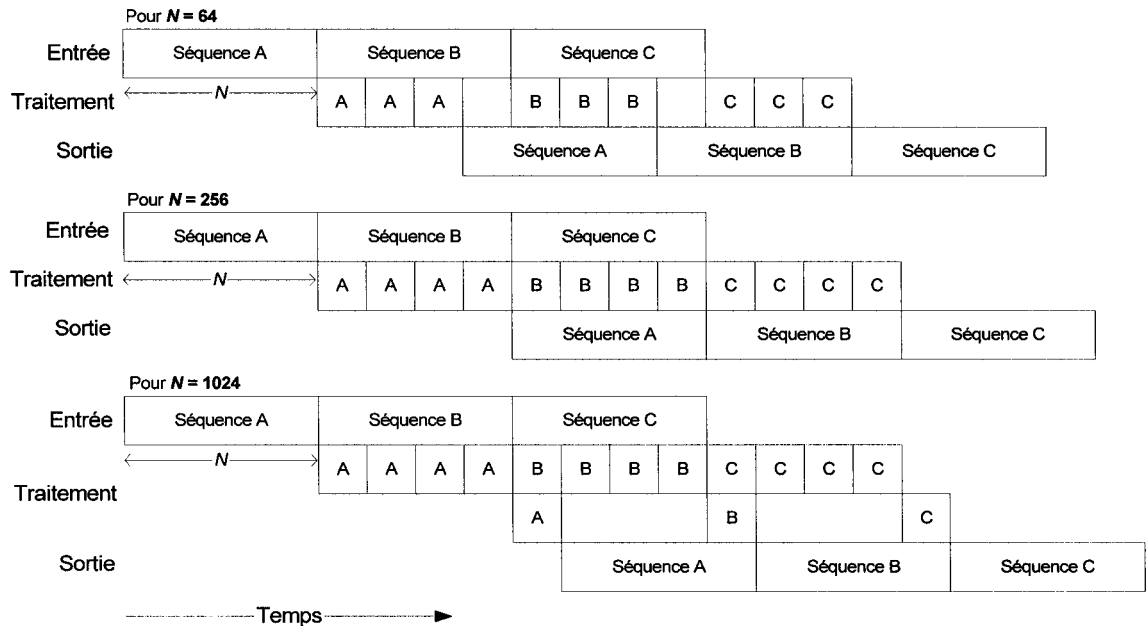 Pour N = 64
Entrée Séquence A Séquence B Séquence C
Traitement N A A A B B B C C C
Sortie Séquence A Séquence B Séquence C
Pour N = 256
Entrée Séquence A Séquence B Séquence C
Traitement N A A A A B B B B C C C C
Sortie Séquence A Séquence B Séquence C
Pour N = 1024
Entrée Séquence A Séquence B Séquence C
N A A A A B B B B C C C C
Traitement
A B C
Sortie Séquence A Séquence B Séquence C
Temps